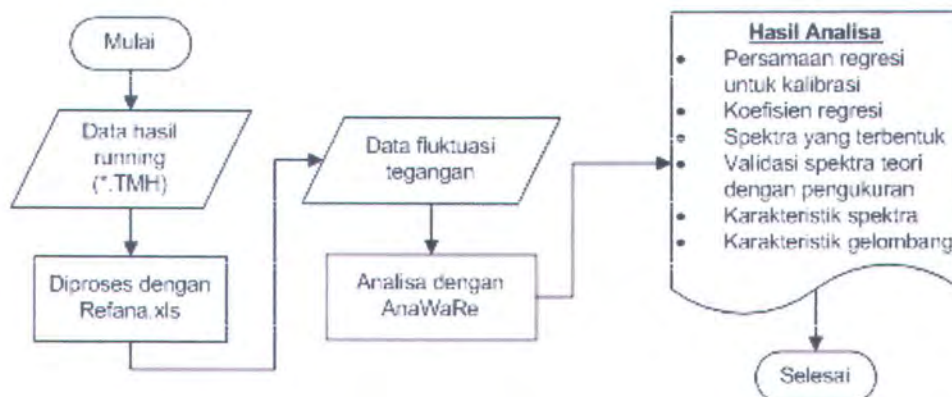 Mulai
Data hasil
running
(*.TMH)
Diproses dengan
Refana.xls
Data fluktuasi
tegangan
Analisa dengan
AnaWaRe
Hasil Analisa
• Persamaan regresi
untuk kalibrasi
• Koefisien regresi
• Spektra yang terbentuk
• Validasi spektra teori
dengan pengukuran
• Karakteristik spektra
• Karakteristik gelombang
Selesai